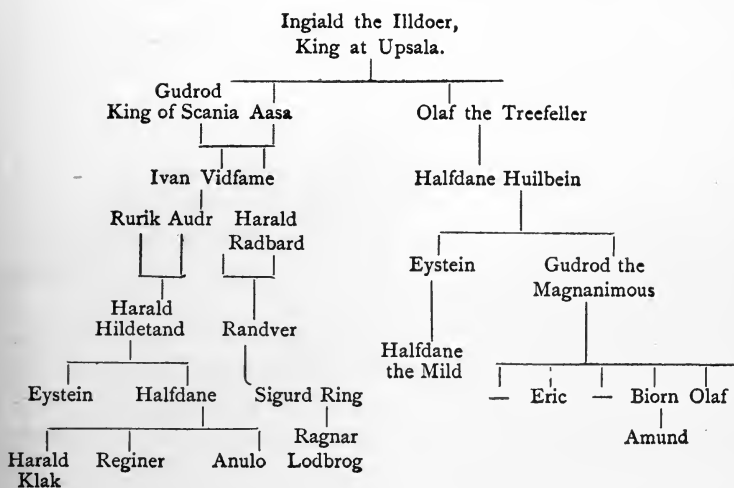 Ingiald the Illdoer,
King at Upsala.
Gudrod
King of Scania Aasa
Olaf the Treefeller
Ivan Vidfame
Halfdane Huilbein
Rurik Audr
Harald
Radbard
Eystein
Gudrod the
Magnanimous
Harald
Hildetand
Randver
Halfdane
the Mild
Eystein
Halfdane
Sigurd Ring
— Eric — Biorn Olaf
Amund
Harald
Klak
Reginer
Anulo
Ragnar
Lodbrog